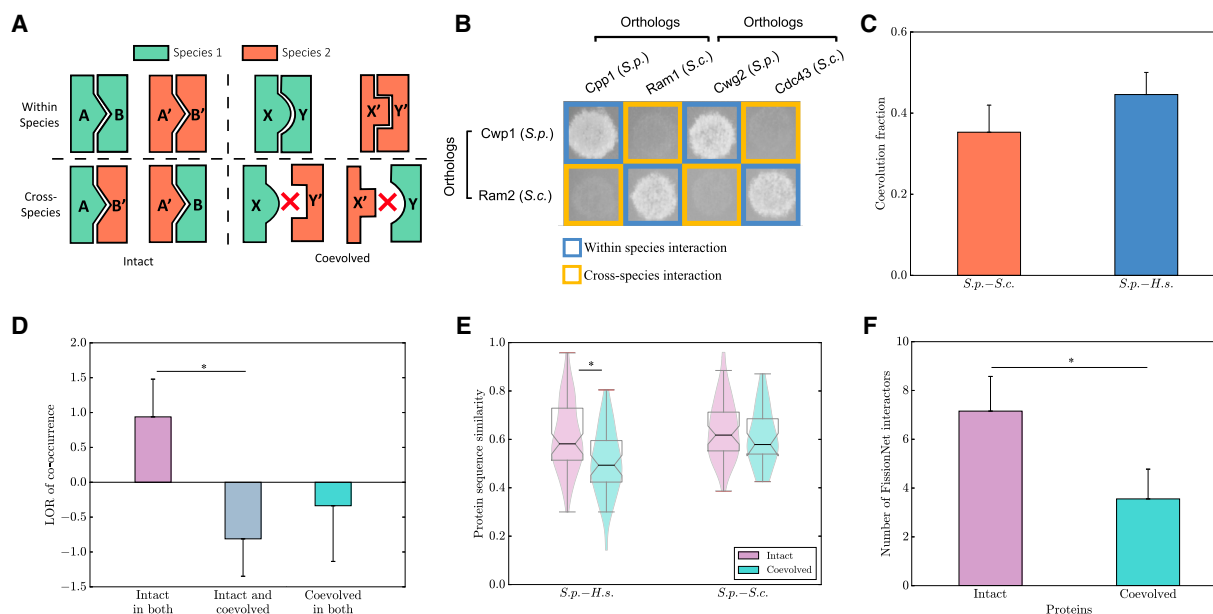 A
Species 1
Species 2
Within
Species
A
B
A'
B'
X
Y
X'
Y'
Cross-
Species
A
B'
A'
B
X
Y'
X'
Y
Intact
Coevolved
B
Orthologs
Orthologs
Cpp1 (S.p.)
Ram1 (S.c.)
Cwg2 (S.p.)
Cdc43 (S.c.)
Orthologs
Cwp1 (S.p.)
Ram2 (S.c.)
Within species interaction
Cross-species interaction
C
Coevolution fraction
0.6
0.4
0.2
0.0
S.p.–S.c.
S.p.–H.s.
D
LOR of co-occurrence
2.0
1.5
1.0
0.5
0.0
−0.5
−1.0
−1.5
*
Intact
in both
Intact and
coevolved
Coevolved
in both
E
Protein sequence similarity
1.0
0.8
0.6
0.4
0.2
0.0
*
Intact
Coevolved
S.p.–H.s.
S.p.–S.c.
F
Number of FissionNet interactors
10
8
6
4
2
0
*
Intact
Coevolved
Proteins